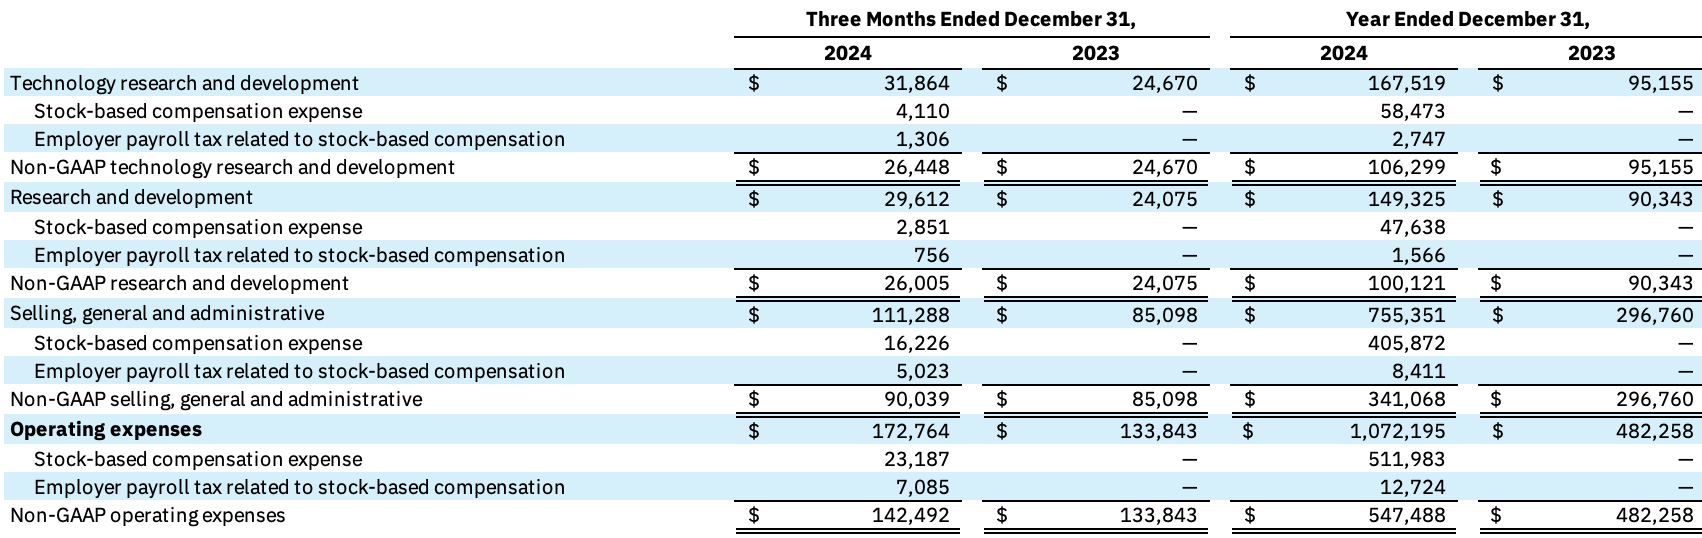 Three Months Ended December 31, Year Ended December 31,
2024 2023 2024 2023
Technology research and development $ 31,864 $ 24,670 $ 167,519 $ 95,155
Stock-based compensation expense 4,110 — 58,473 —
Employer payroll tax related to stock-based compensation 1,306 — 2,747 —
Non-GAAP technology research and development $ 26,448 $ 24,670 $ 106,299 $ 95,155
Research and development $ 29,612 $ 24,075 $ 149,325 $ 90,343
Stock-based compensation expense 2,851 — 47,638 —
Employer payroll tax related to stock-based compensation 756 — 1,566 —
Non-GAAP research and development $ 26,005 $ 24,075 $ 100,121 $ 90,343
Selling, general and administrative $ 111,288 $ 85,098 $ 755,351 $ 296,760
Stock-based compensation expense 16,226 — 405,872 —
Employer payroll tax related to stock-based compensation 5,023 — 8,411 —
Non-GAAP selling, general and administrative $ 90,039 $ 85,098 $ 341,068 $ 296,760
Operating expenses $ 172,764 $ 133,843 $ 1,072,195 $ 482,258
Stock-based compensation expense 23,187 — 511,983 —
Employer payroll tax related to stock-based compensation 7,085 — 12,724 —
Non-GAAP operating expenses $ 142,492 $ 133,843 $ 547,488 $ 482,258